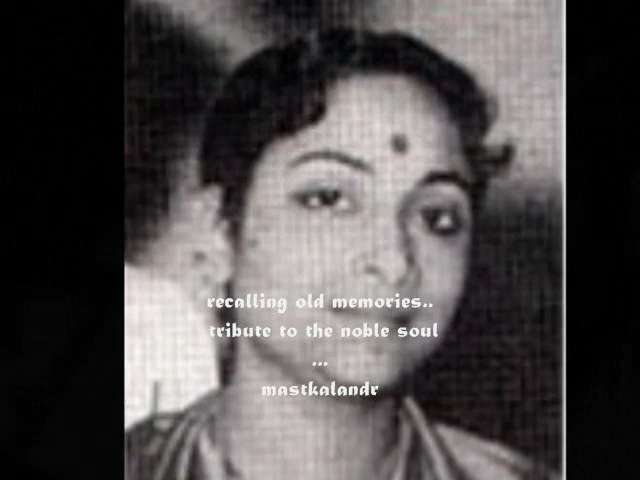 recalling old memories..
tribute to the noble soul
...
mastkalandr